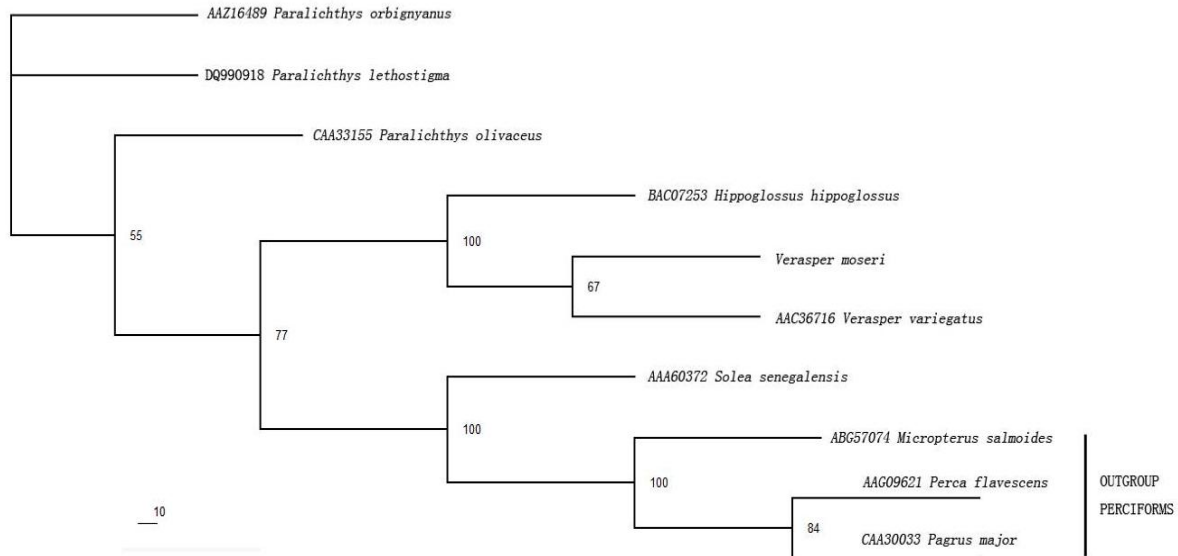 AAZ16489 Paralichthys orbignyanus
DQ990918 Paralichthys lethostigma
CAA33155 Paralichthys olivaceus
BAC07253 Hippoglossus hippoglossus
55
100
Verasper moseri
67
AAC36716 Verasper variegatus
77
AAA60372 Solea senegalensis
100
ABG57074 Micropterus salmoides
100
AAG09621 Perca flavescens
OUTGROUP
PERCIFORMS
10
84
CAA30033 Pagrus major